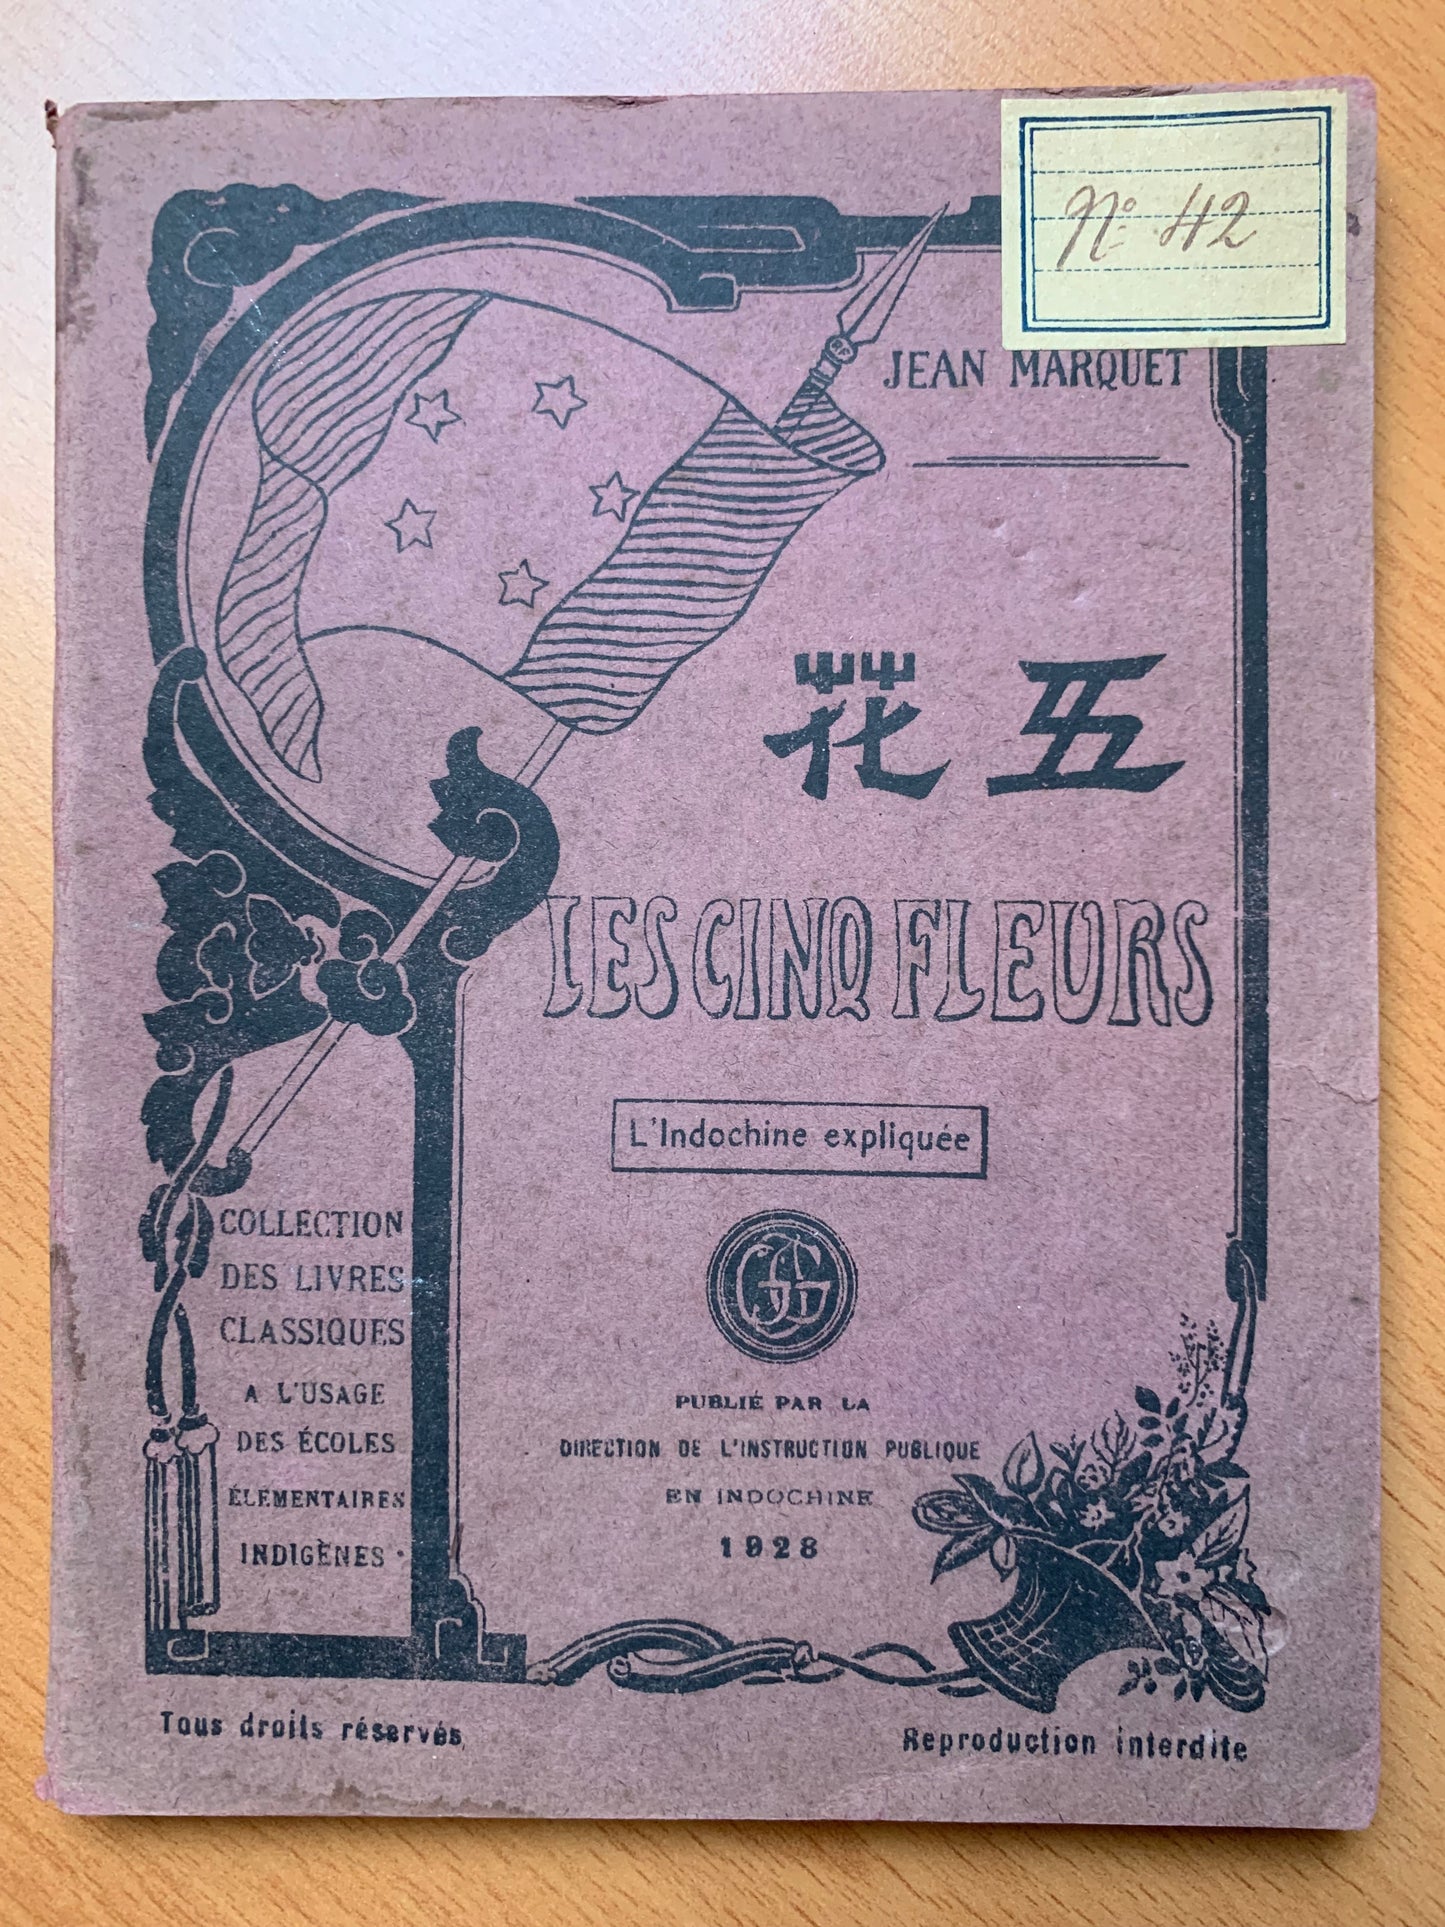 N° 42
JEAN MARQUET
花 五
LES CINQ FLEURS
L'Indochine expliquée
COLLECTION
DES LIVRES
CLASSIQUES
A L'USAGE
DES ÉCOLES
ÉLÉMENTAIRES
INDIGÈNES
PUBLIÉ PAR LA
DIRECTION DE L'INSTRUCTION PUBLIQUE
EN INDOCHINE
1928
Tous droits réservés
Reproduction interdite